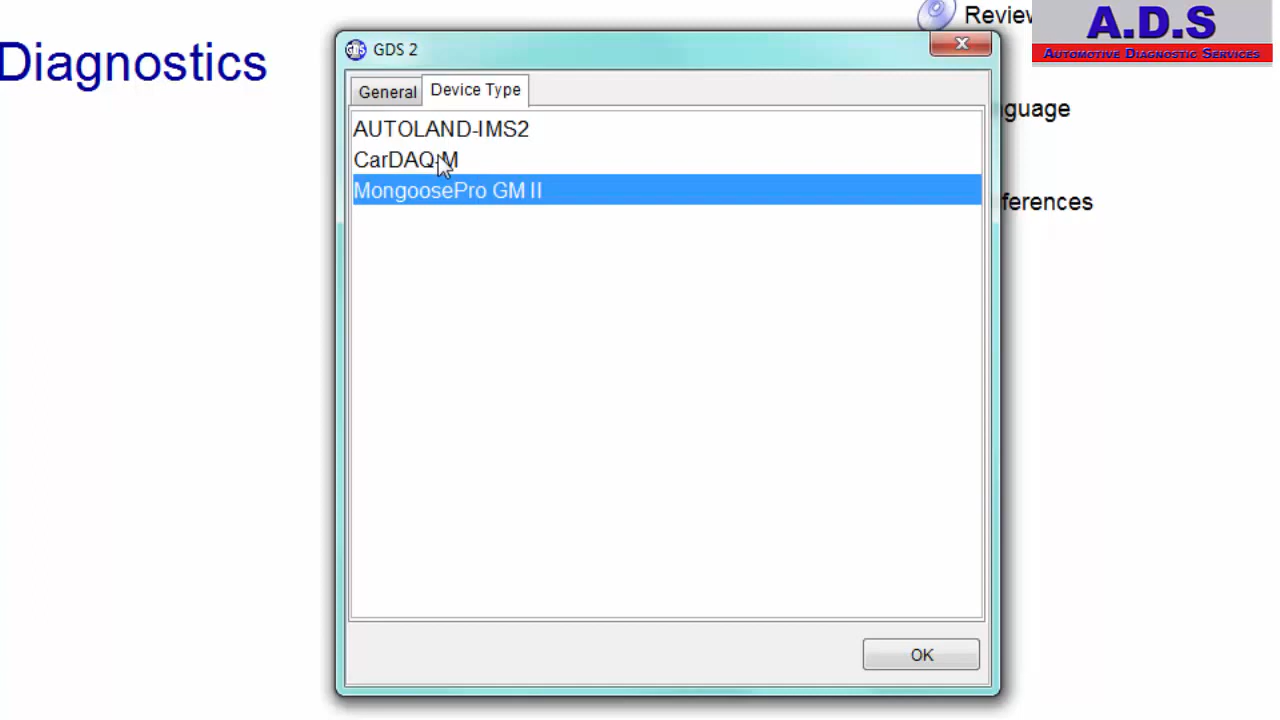 Review
A.D.S
Automotive Diagnostic Services
Diagnostics
GDS 2
General
Device Type
AUTOLAND-IMS2
guage
CarDAQ-M
MongoosePro GM II
ferences
OK